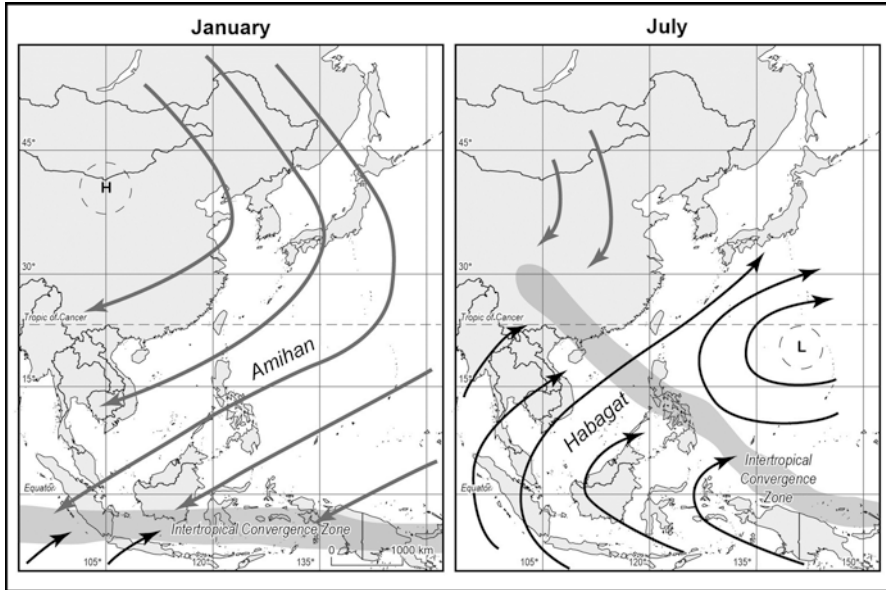 January
45°
H
30°
Tropic of Cancer
Amihan
15°
Equator
Intertropical Convergence Zone
0 1000 km
105° 120° 135°
July
45°
30°
Tropic of Cancer
L
15°
Habagat
Intertropical
Convergence
Zone
Equator
105° 120° 135° 150°